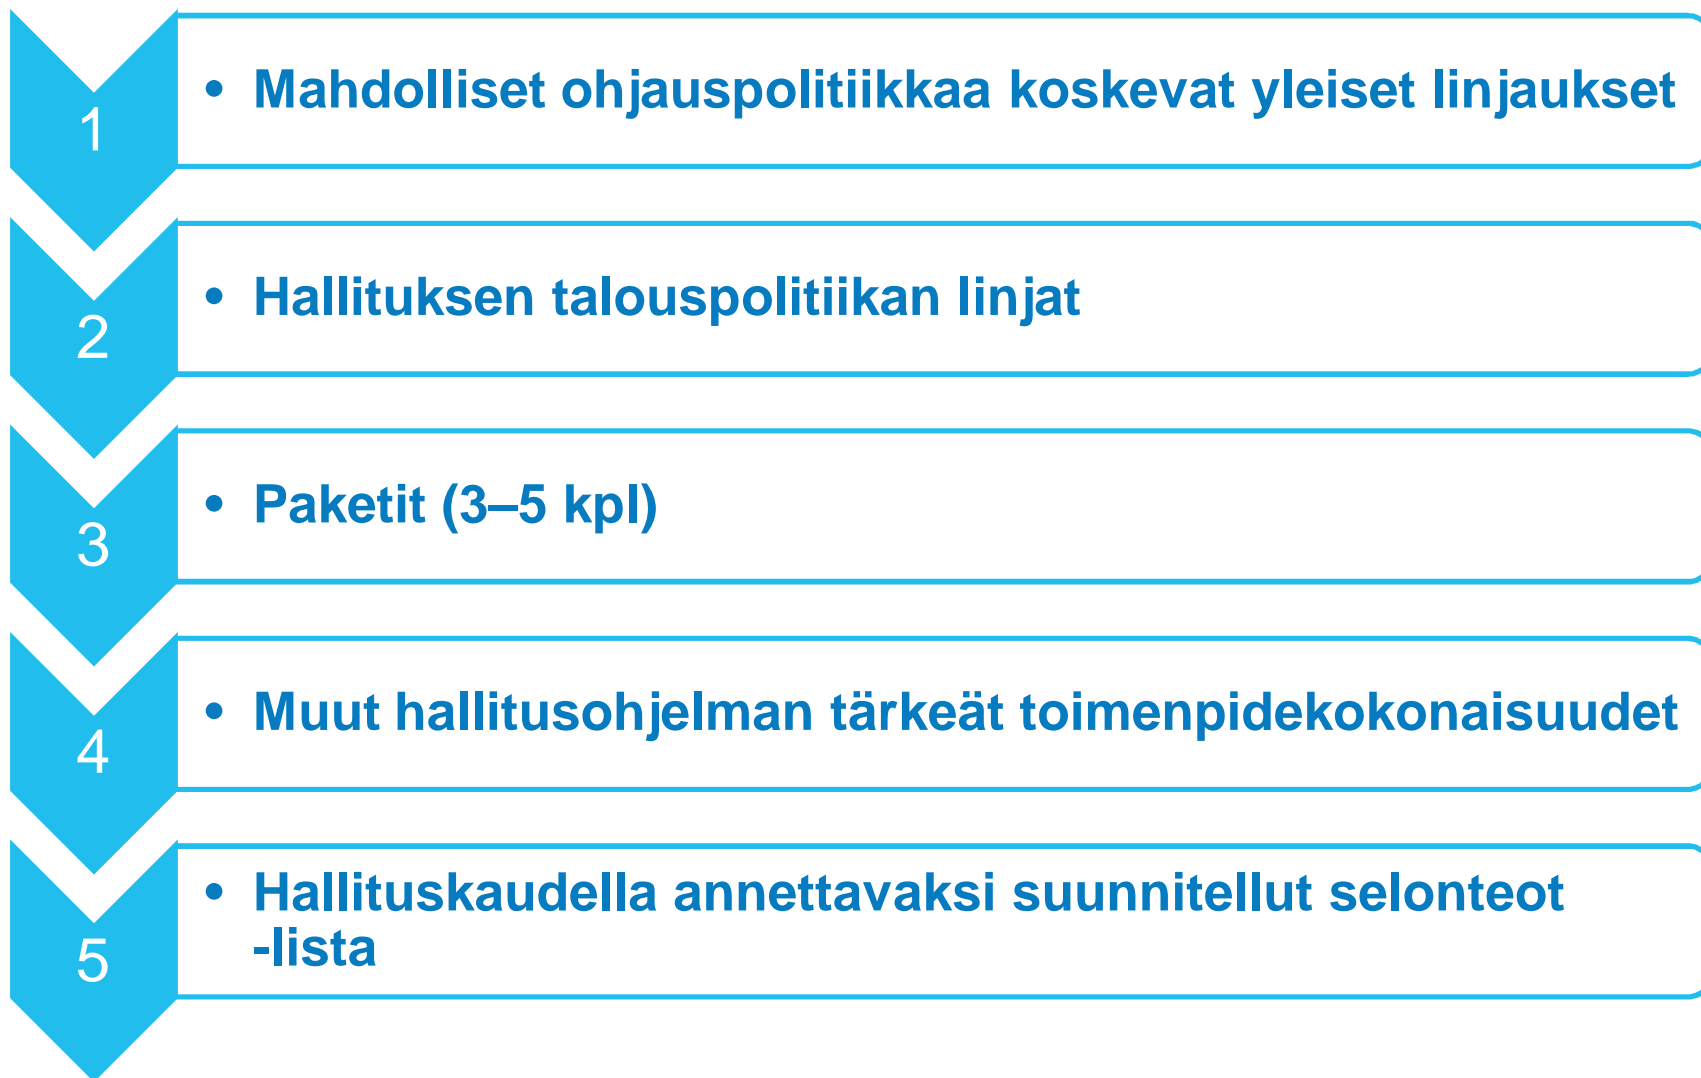 1
• Mahdolliset ohjauspolitiikkaa koskevat yleiset linjaukset
2
• Hallituksen talouspolitiikan linjat
3
• Paketit (3–5 kpl)
4
• Muut hallitusohjelman tärkeät toimenpidekokonaisuudet
5
• Hallituskaudella annettavaksi suunnitellut selonteot
-lista